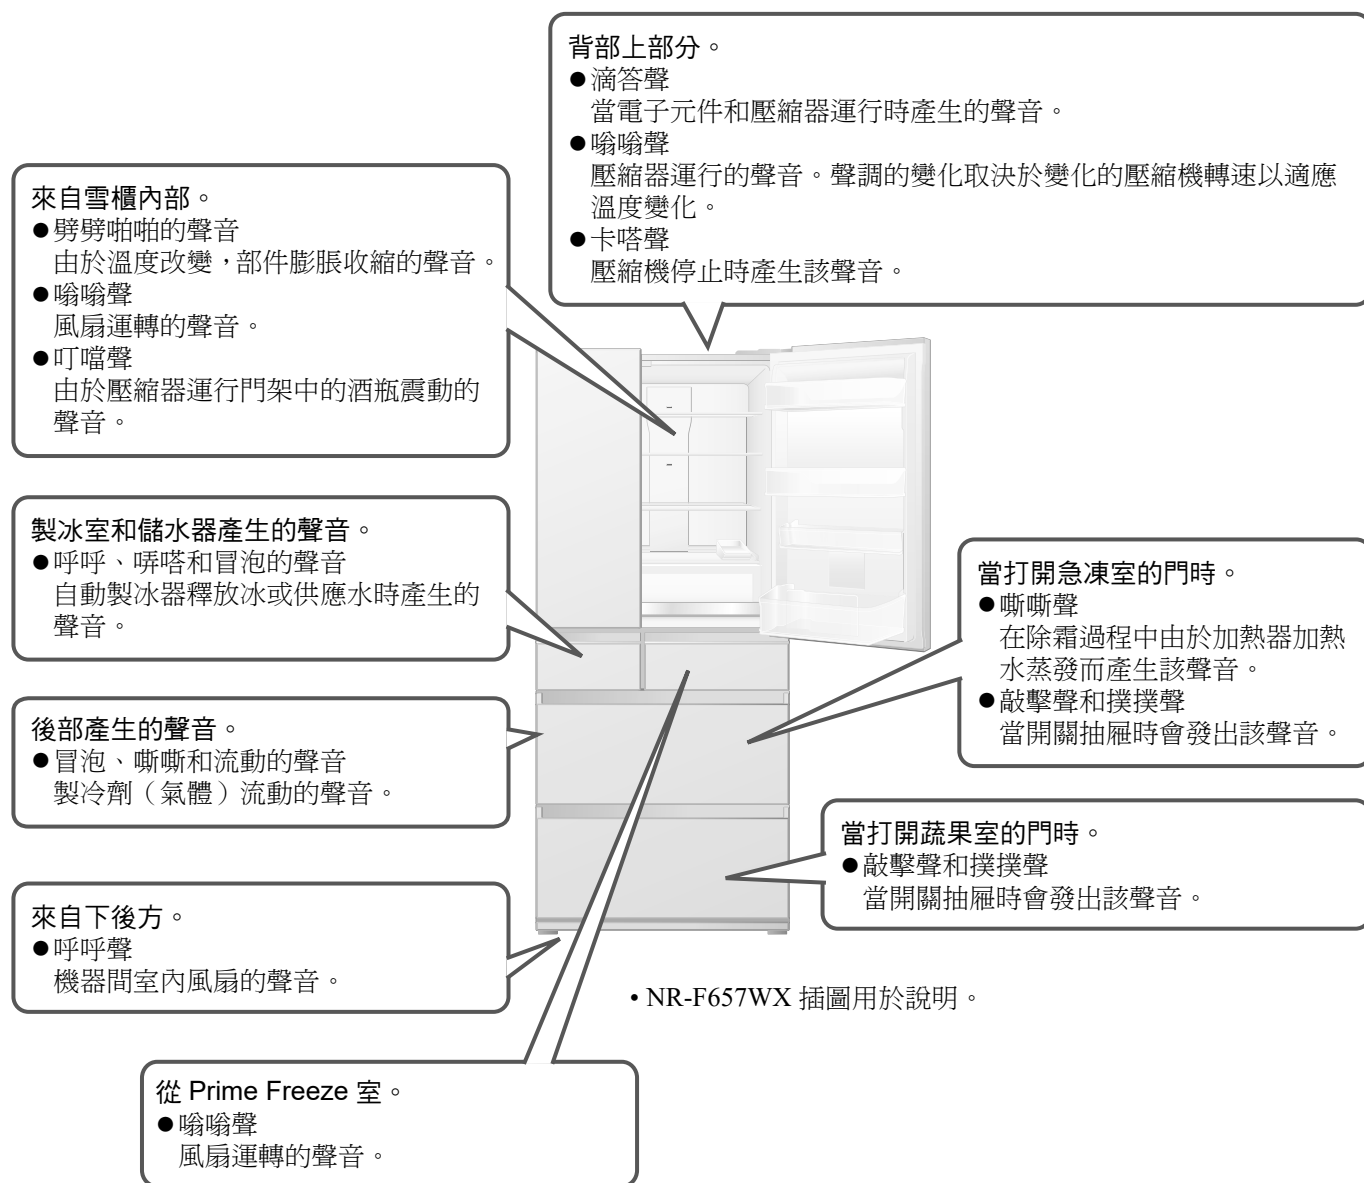 背部上部分。
●滴答聲
當電子元件和壓縮器運行時產生的聲音。
●嗡嗡聲
壓縮器運行的聲音。聲調的變化取決於變化的壓縮機轉速以適應
溫度變化。
●卡嗒聲
壓縮機停止時產生該聲音。
來自雪櫃內部。
●劈劈啪啪的聲音
由於溫度改變，部件膨脹收縮的聲音。
●嗡嗡聲
風扇運轉的聲音。
●叮噹聲
由於壓縮器運行門架中的酒瓶震動的
聲音。
製冰室和儲水器產生的聲音。
●呼呼、哢嗒和冒泡的聲音
自動製冰器釋放冰或供應水時產生的
聲音。
當打開急凍室的門時。
●嘶嘶聲
在除霜過程中由於加熱器加熱
水蒸發而產生該聲音。
●敲擊聲和撲撲聲
當開關抽屜時會發出該聲音。
後部產生的聲音。
●冒泡、嘶嘶和流動的聲音
製冷劑（氣體）流動的聲音。
當打開蔬果室的門時。
●敲擊聲和撲撲聲
當開關抽屜時會發出該聲音。
來自下後方。
●呼呼聲
機器間室內風扇的聲音。
• NR-F657WX 插圖用於說明。
從 Prime Freeze 室。
●嗡嗡聲
風扇運轉的聲音。